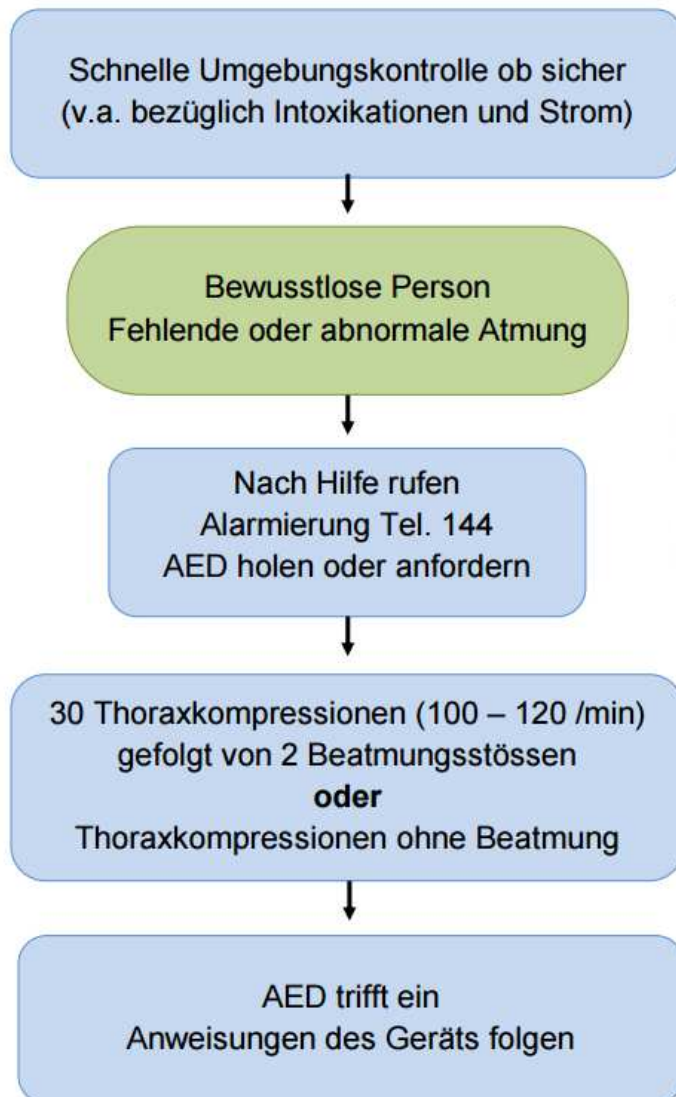 Schnelle Umgebungskontrolle ob sicher
(v.a. bezüglich Intoxikationen und Strom)
Bewusstlose Person
Fehlende oder abnormale Atmung
Nach Hilfe rufen
Alarmierung Tel. 144
AED holen oder anfordern
30 Thoraxkompressionen (100 – 120 /min)
gefolgt von 2 Beatmungsstössen
oder
Thoraxkompressionen ohne Beatmung
AED trifft ein
Anweisungen des Geräts folgen